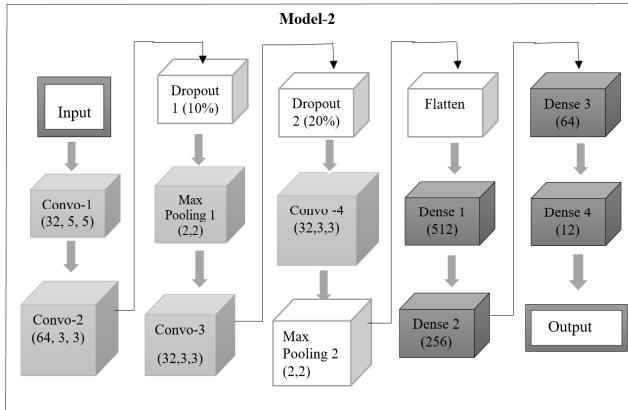 Model-2
Input
Convo-1
(32, 5, 5)
Convo-2
(64, 3, 3)
Dropout
1 (10%)
Max
Pooling 1
(2,2)
Convo-3
(32,3,3)
Dropout
2 (20%)
Convo -4
(32,3,3)
Max
Pooling 2
(2,2)
Flatten
Dense 1
(512)
Dense 2
(256)
Dense 3
(64)
Dense 4
(12)
Output